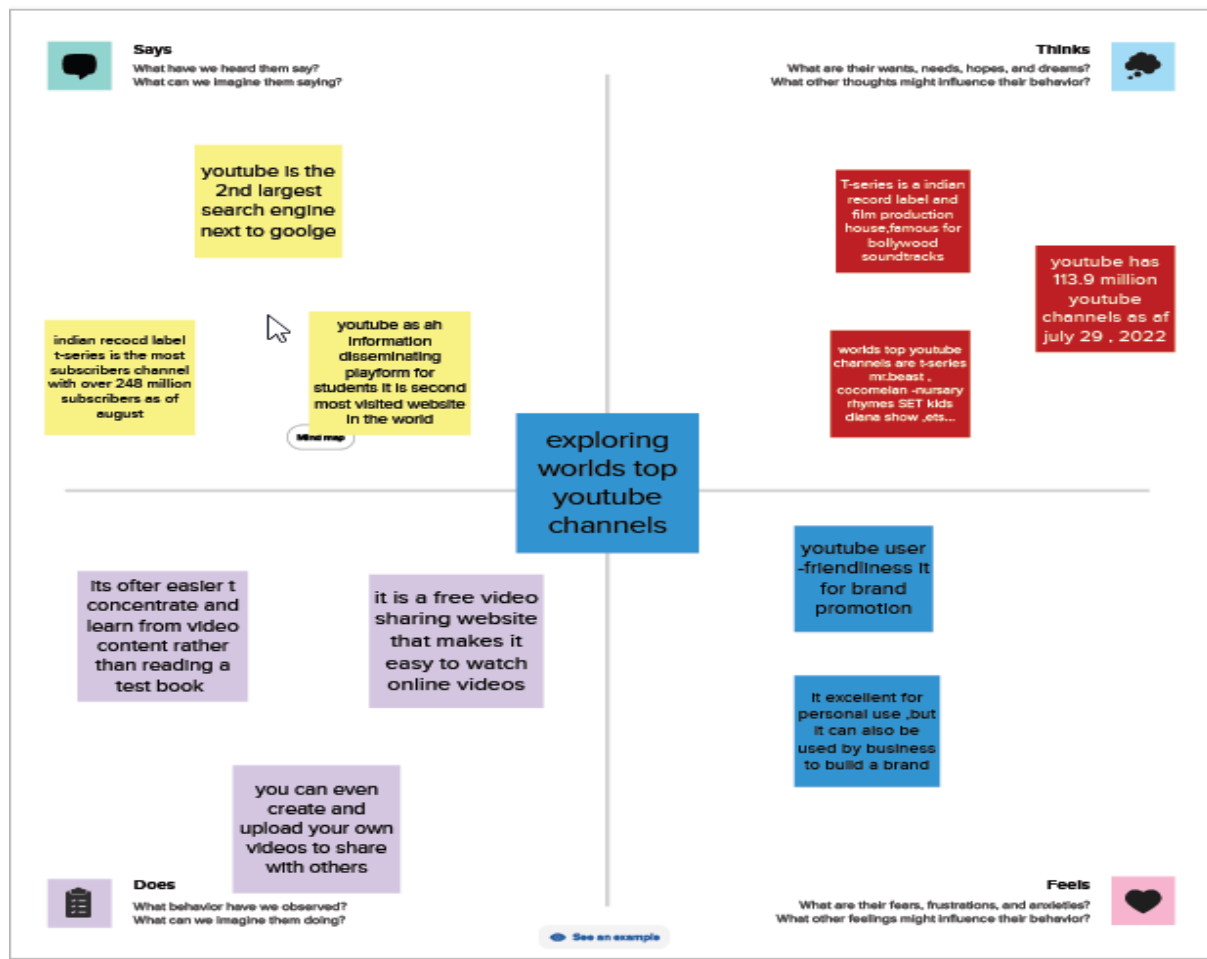 Says
What have we heard them say?
What can we imagine them saying?
Thinks
What are their wants, needs, hopes, and dreams?
What other thoughts might influence their behavior?
youtube is the
2nd largest
search engine
next to goolge
indian rececd label
t-series is the most
subscribers channel
with over 248 million
subscribers as of
august
youtube as ah
information
disseminating
playform for
students it is second
most visited website
in the world
Mind map
T-series is a indian
record label and
film production
house,famous for
bollywood
soundtracks
youtube has
113.9 million
youtube
channels as af
july 29 , 2022
worlds top youtube
channels are t-series
mr.beast ,
cocomelan -nursary
rhymes SET kids
diana show ,ets...
exploring
worlds top
youtube
channels
its ofter easier t
concentrate and
learn from video
content rather
than reading a
test book
it is a free video
sharing website
that makes it
easy to watch
online videos
you can even
create and
upload your own
videos to share
with others
youtube user
-friendliness it
for brand
promotion
it excellent for
personal use ,but
it can also be
used by business
to build a brand
Does
What behavior have we observed?
What can we imagine them doing?
Feels
What are their fears, frustrations, and anxieties?
What other feelings might influence their behavior?
See an example